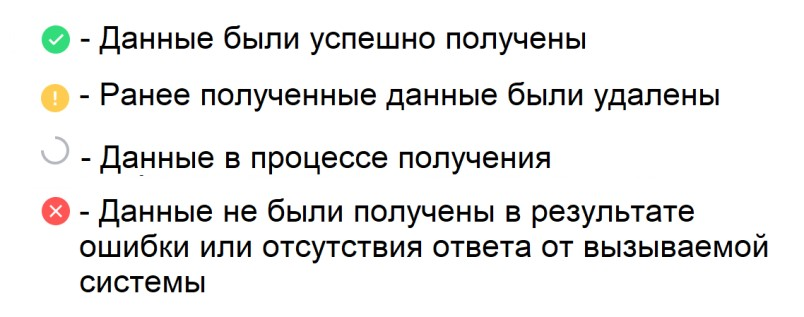 - Данные были успешно получены
- Ранее полученные данные были удалены
- Данные в процессе получения
- Данные не были получены в результате
ошибки или отсутствия ответа от вызываемой
системы